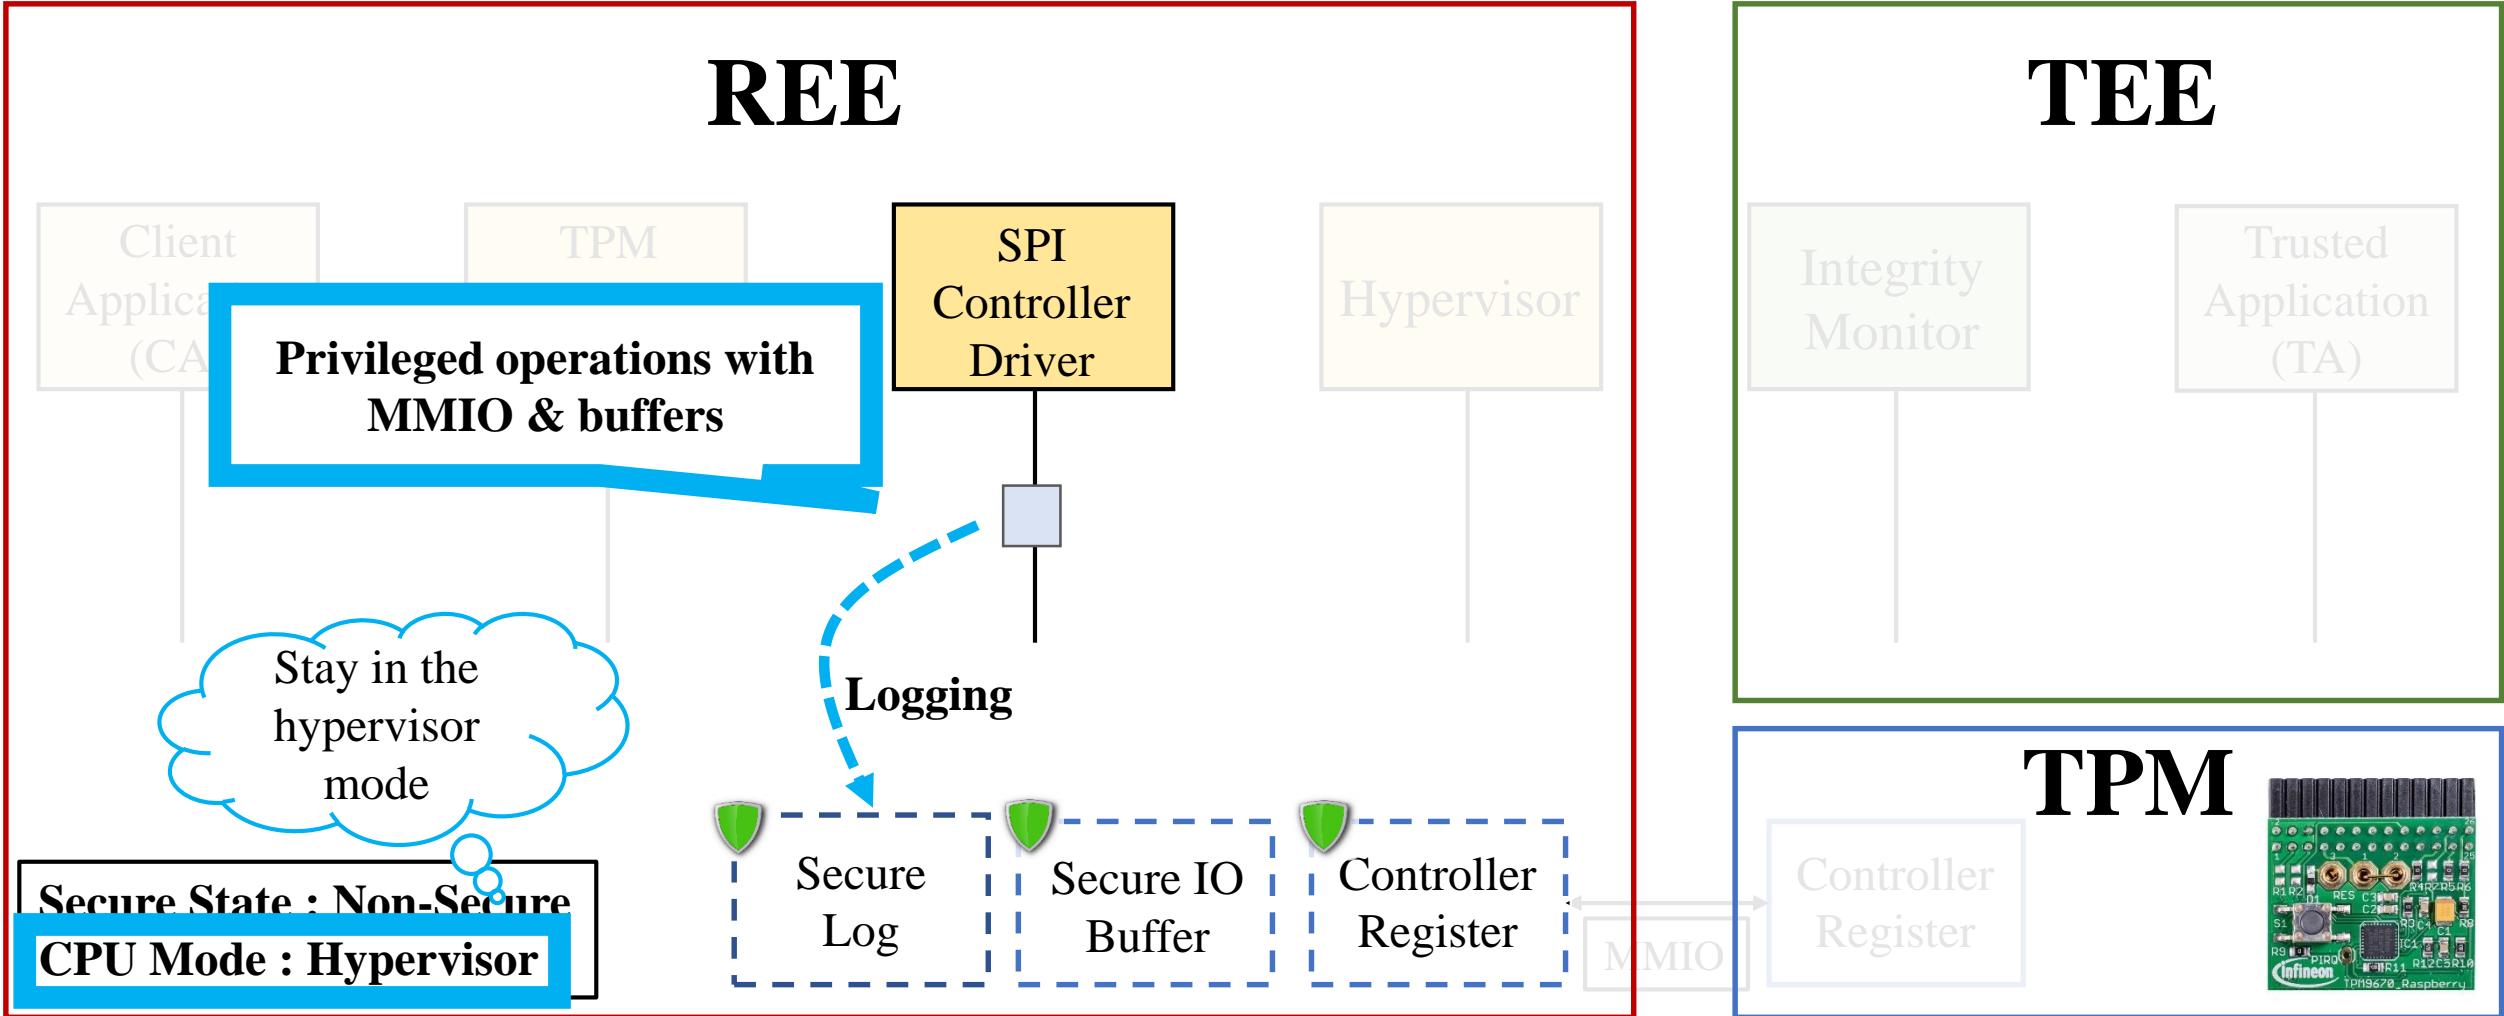 REE
TEE
Client
Applica
(CA
TPM
SPI
Controller
Driver
Hypervisor
Integrity
Monitor
Trusted
Application
(TA)
Privileged operations with
MMIO & buffers
Logging
Stay in the
hypervisor
mode
Secure State : Non-Secure
CPU Mode : Hypervisor
Secure
Log
Secure IO
Buffer
Controller
Register
MMIO
Controller
Register
TPM
infineon
TPM9670_Raspberry